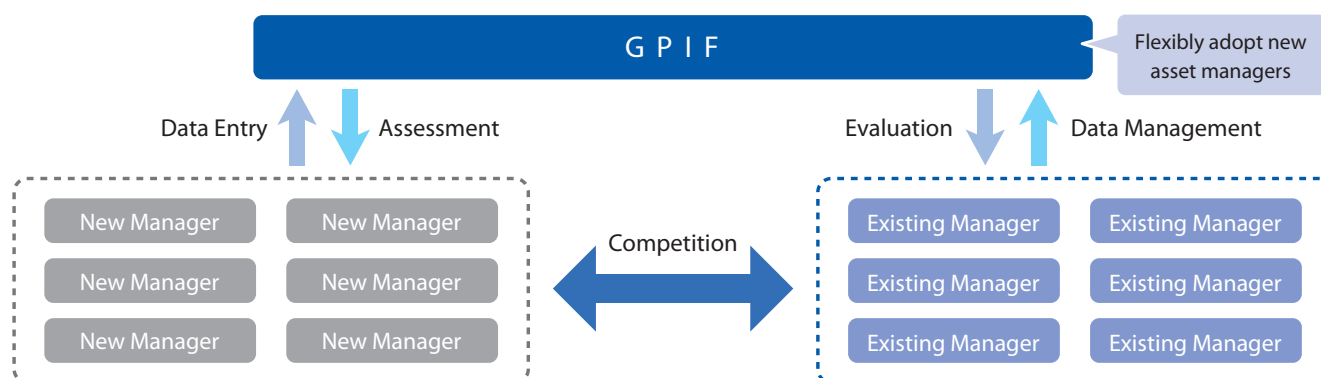 GPIF
Flexibly adopt new
asset managers
Data Entry
Assessment
Evaluation
Data Management
New Manager
New Manager
Existing Manager
Existing Manager
Competition
New Manager
New Manager
Existing Manager
Existing Manager
New Manager
New Manager
Existing Manager
Existing Manager